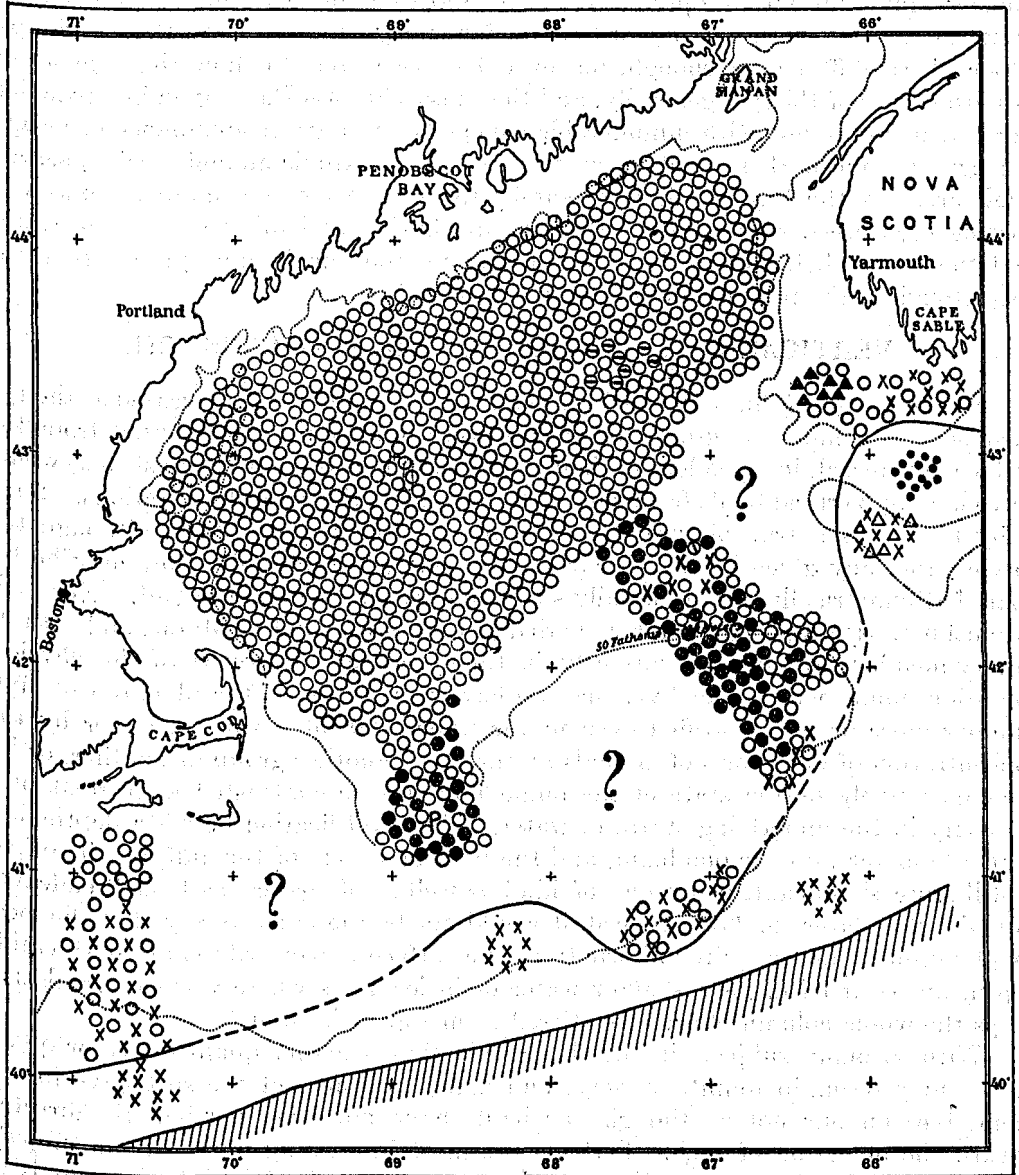 71° 70° 69° 68° 67° 66°
GRAND
MANAN
PENOBSCOT
BAY
NOVA
SCOTIA
44° 44°
Yarmouth
Portland
CAPE
SABLE
43° 43°
?
Boston
50 Fathoms
42° 42°
CAPE COD
?
41° 41°
?
40° 40°
71° 70° 69° 68° 67° 66°